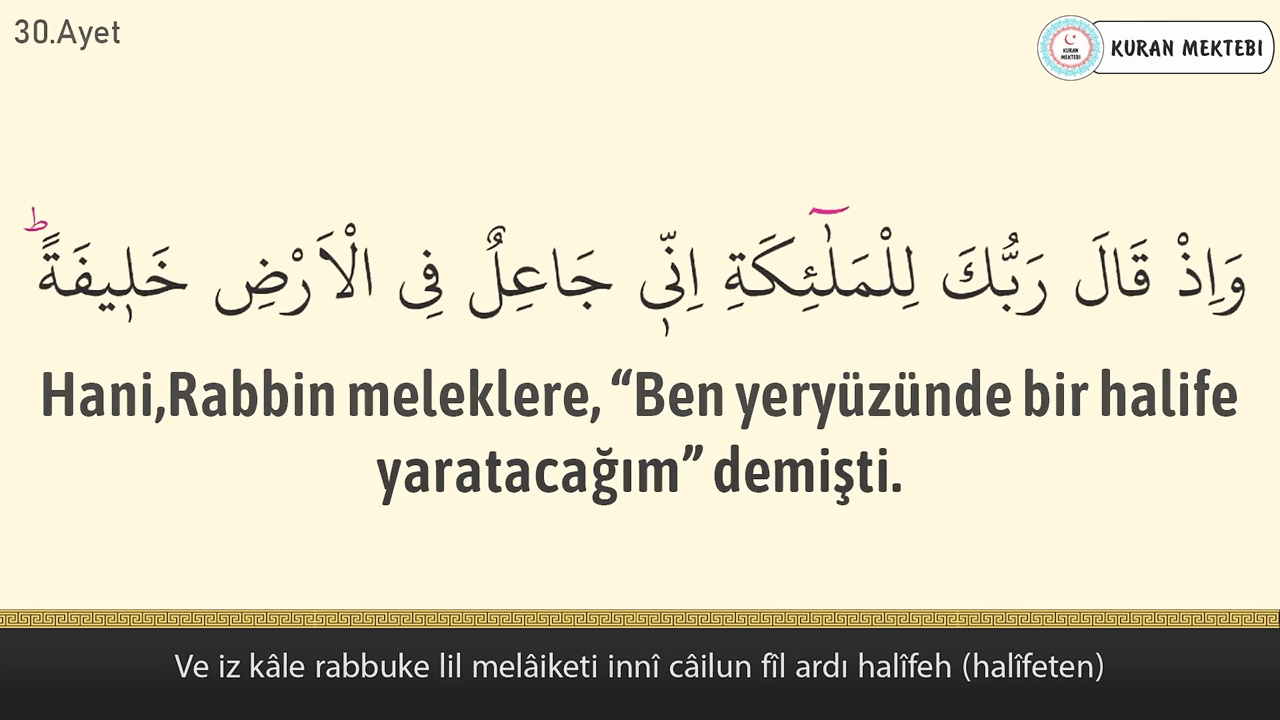 30.Ayet
KURAN MEKTEBİ
KURAN
MEKTEBİ
وَاِذْ قَالَ رَبُّكَ لِلْمَلٰٓئِكَةِ اِنّٖي جَاعِلٌ فِي الْاَرْضِ خَلٖيفَةًؕ
Hani,Rabbin meleklere, “Ben yeryüzünde bir halife
yaratacağım” demişti.
Ve iz kâle rabbuke lil melâiketi innî câilun fîl ardı halîfeh (halîfeten)